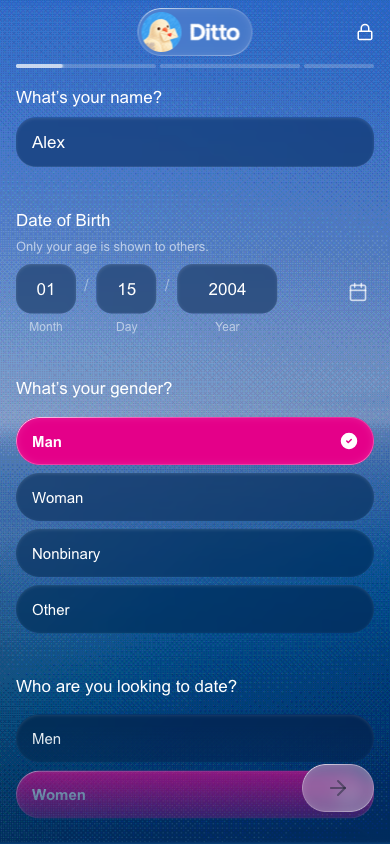 Ditto
What's your name?
Alex
Date of Birth
Only your age is shown to others.
01 / 15 / 2004
Month Day Year
What's your gender?
Man
Woman
Nonbinary
Other
Who are you looking to date?
Men
Women